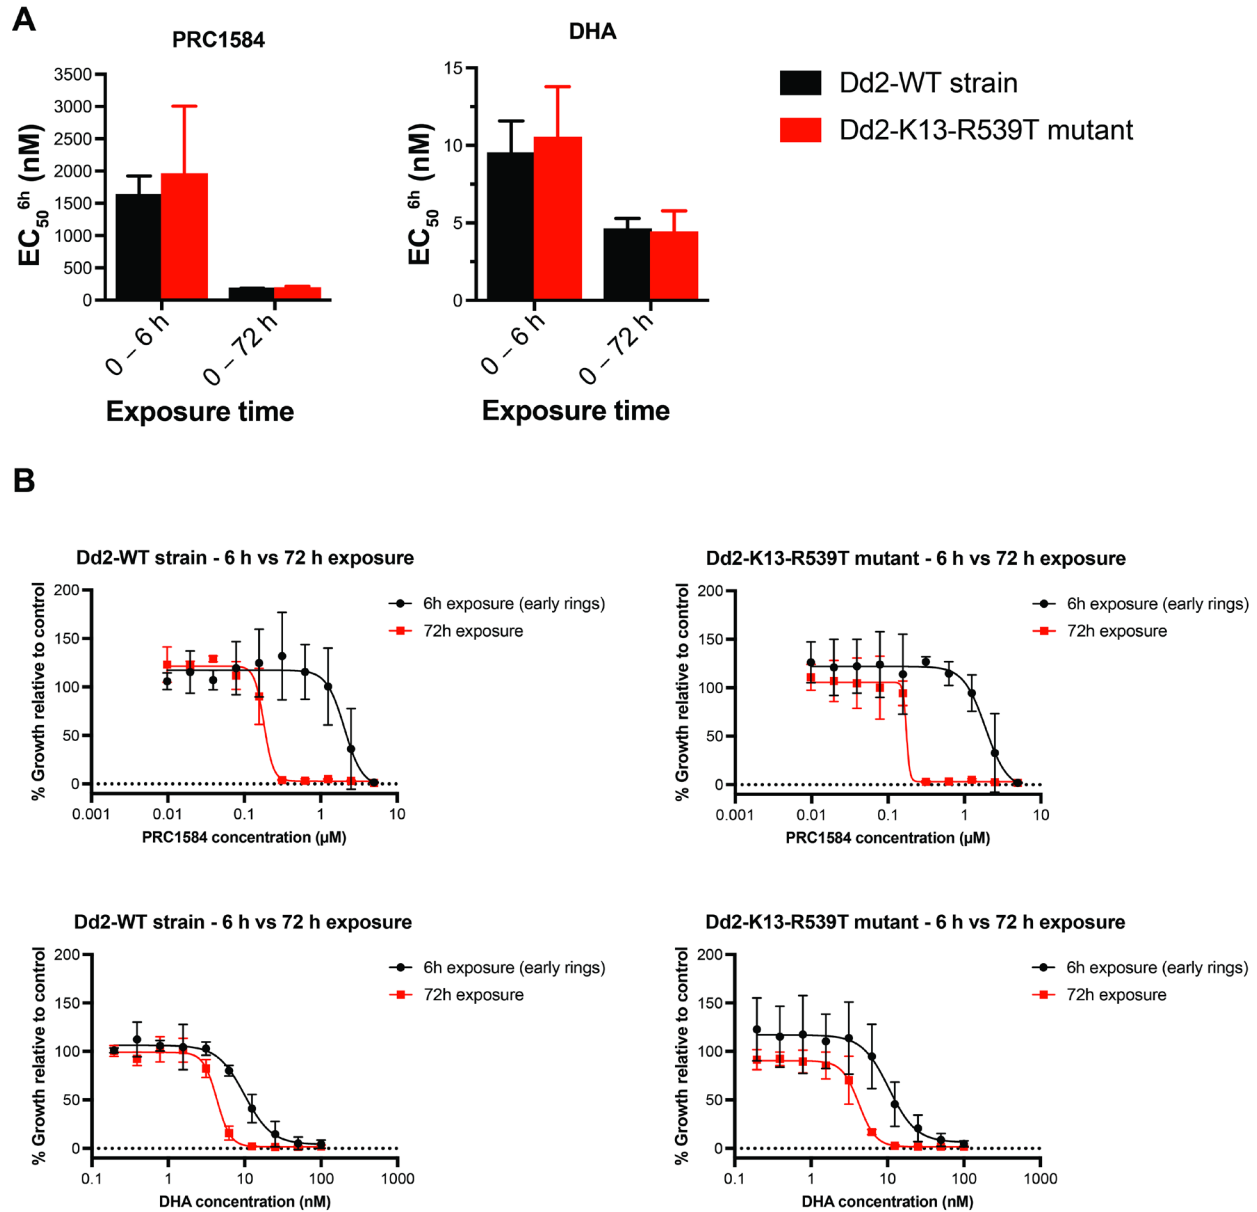 A
PRC1584
3500
3000
2500
2000
1500
1000
500
0
EC50 6h (nM)
0 – 6 h
0 – 72 h
Exposure time
DHA
15
10
5
0
EC50 6h (nM)
0 – 6 h
0 – 72 h
Exposure time
Dd2-WT strain
Dd2-K13-R539T mutant
B
Dd2-WT strain - 6 h vs 72 h exposure
200
150
100
50
0
% Growth relative to control
0.001
0.01
0.1
1
10
PRC1584 concentration (µM)
6h exposure (early rings)
72h exposure
Dd2-K13-R539T mutant - 6 h vs 72 h exposure
200
150
100
50
0
% Growth relative to control
0.001
0.01
0.1
1
10
PRC1584 concentration (µM)
6h exposure (early rings)
72h exposure
Dd2-WT strain - 6 h vs 72 h exposure
200
150
100
50
0
% Growth relative to control
0.1
1
10
100
1000
DHA concentration (nM)
6h exposure (early rings)
72h exposure
Dd2-K13-R539T mutant - 6 h vs 72 h exposure
200
150
100
50
0
% Growth relative to control
0.1
1
10
100
1000
DHA concentration (nM)
6h exposure (early rings)
72h exposure